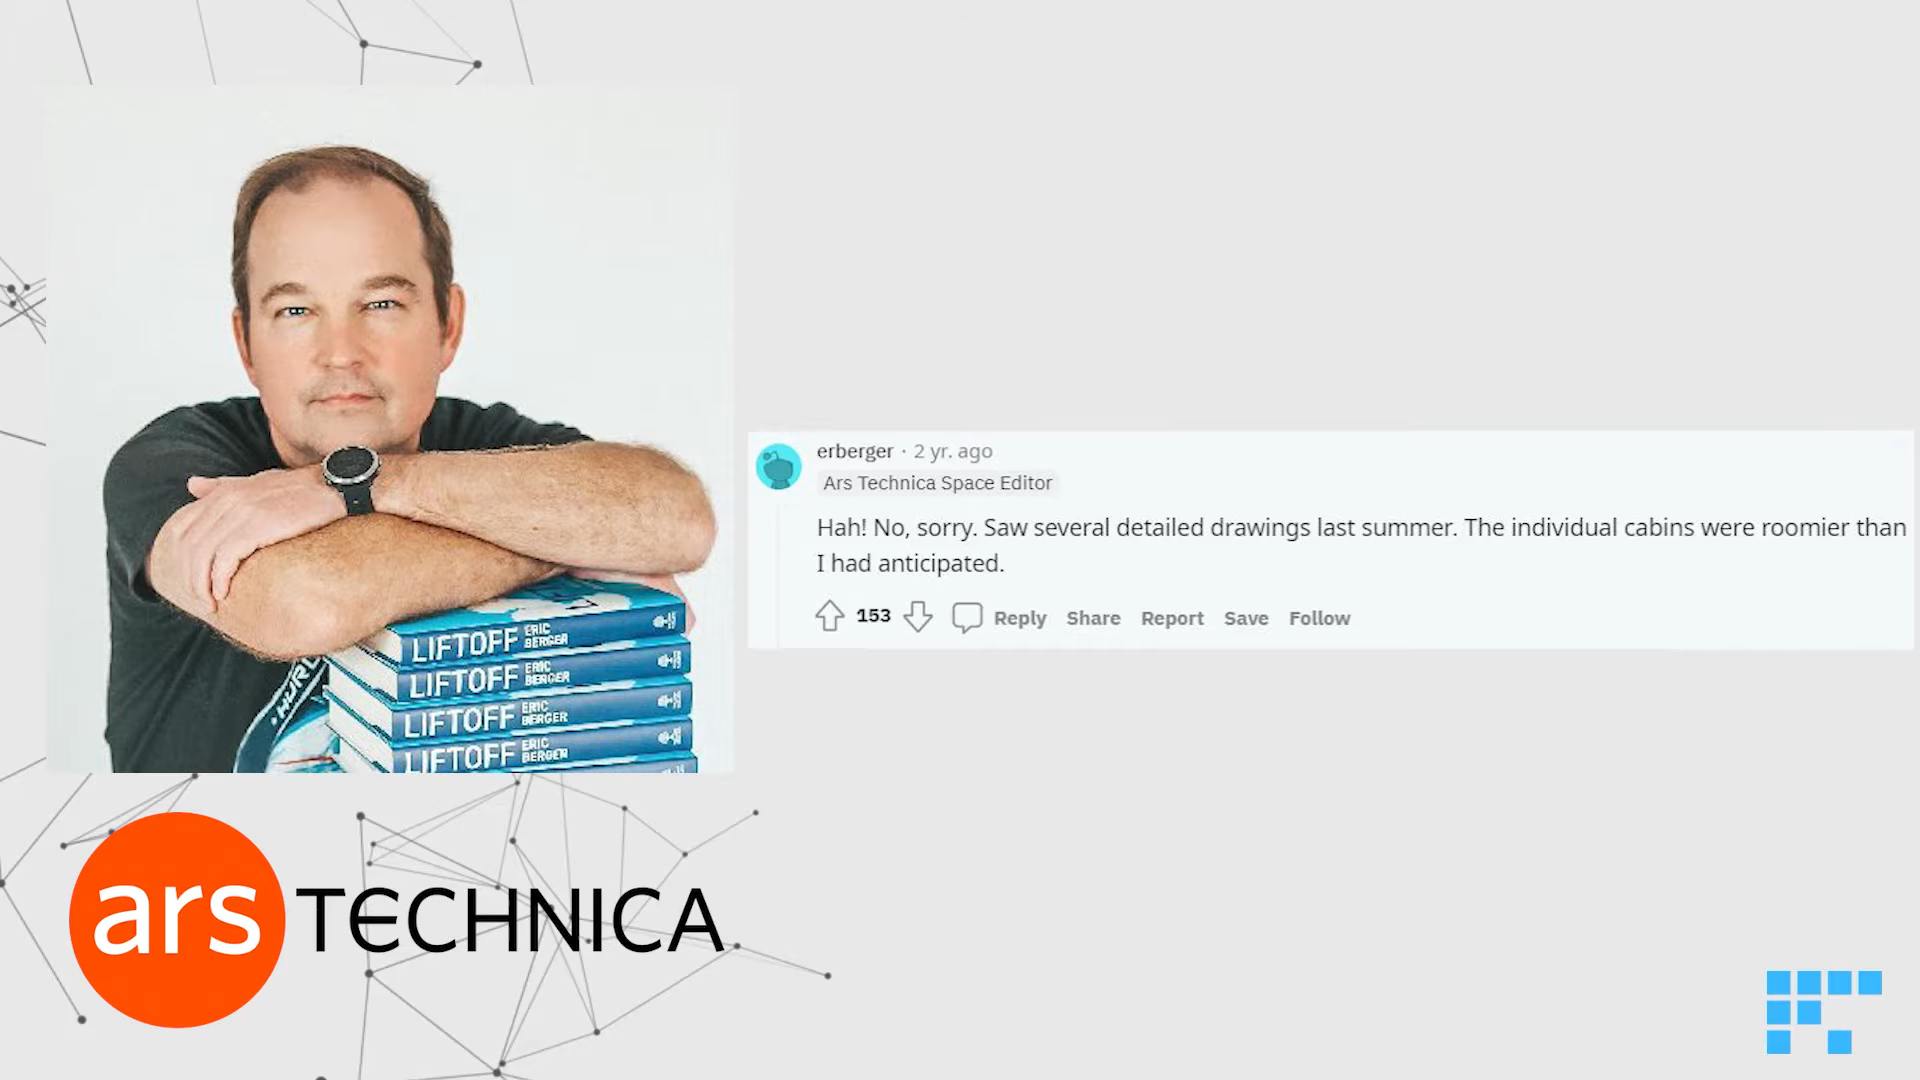 erberger · 2 yr. ago
Ars Technica Space Editor
Hah! No, sorry. Saw several detailed drawings last summer. The individual cabins were roomier than
I had anticipated.
153 Reply Share Report Save Follow
HURL
LIFTOFF ERIC BERGER
LIFTOFF ERIC BERGER
LIFTOFF ERIC BERGER
LIFTOFF ERIC BERGER
ars TECHNICA